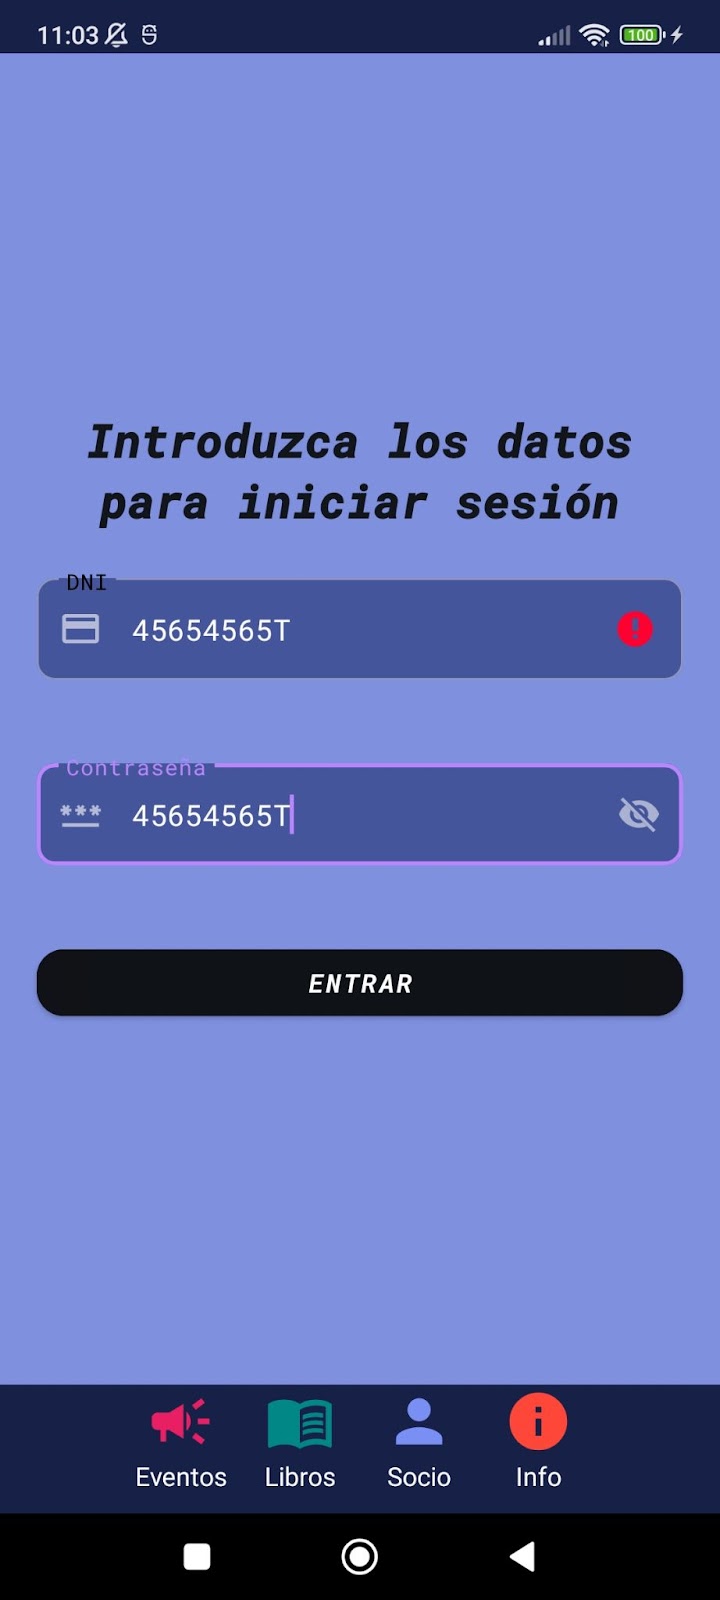 11:03
100
Introduzca los datos
para iniciar sesión
DNI
45654565T
Contraseña
***
45654565T
ENTRAR
Eventos Libros Socio Info